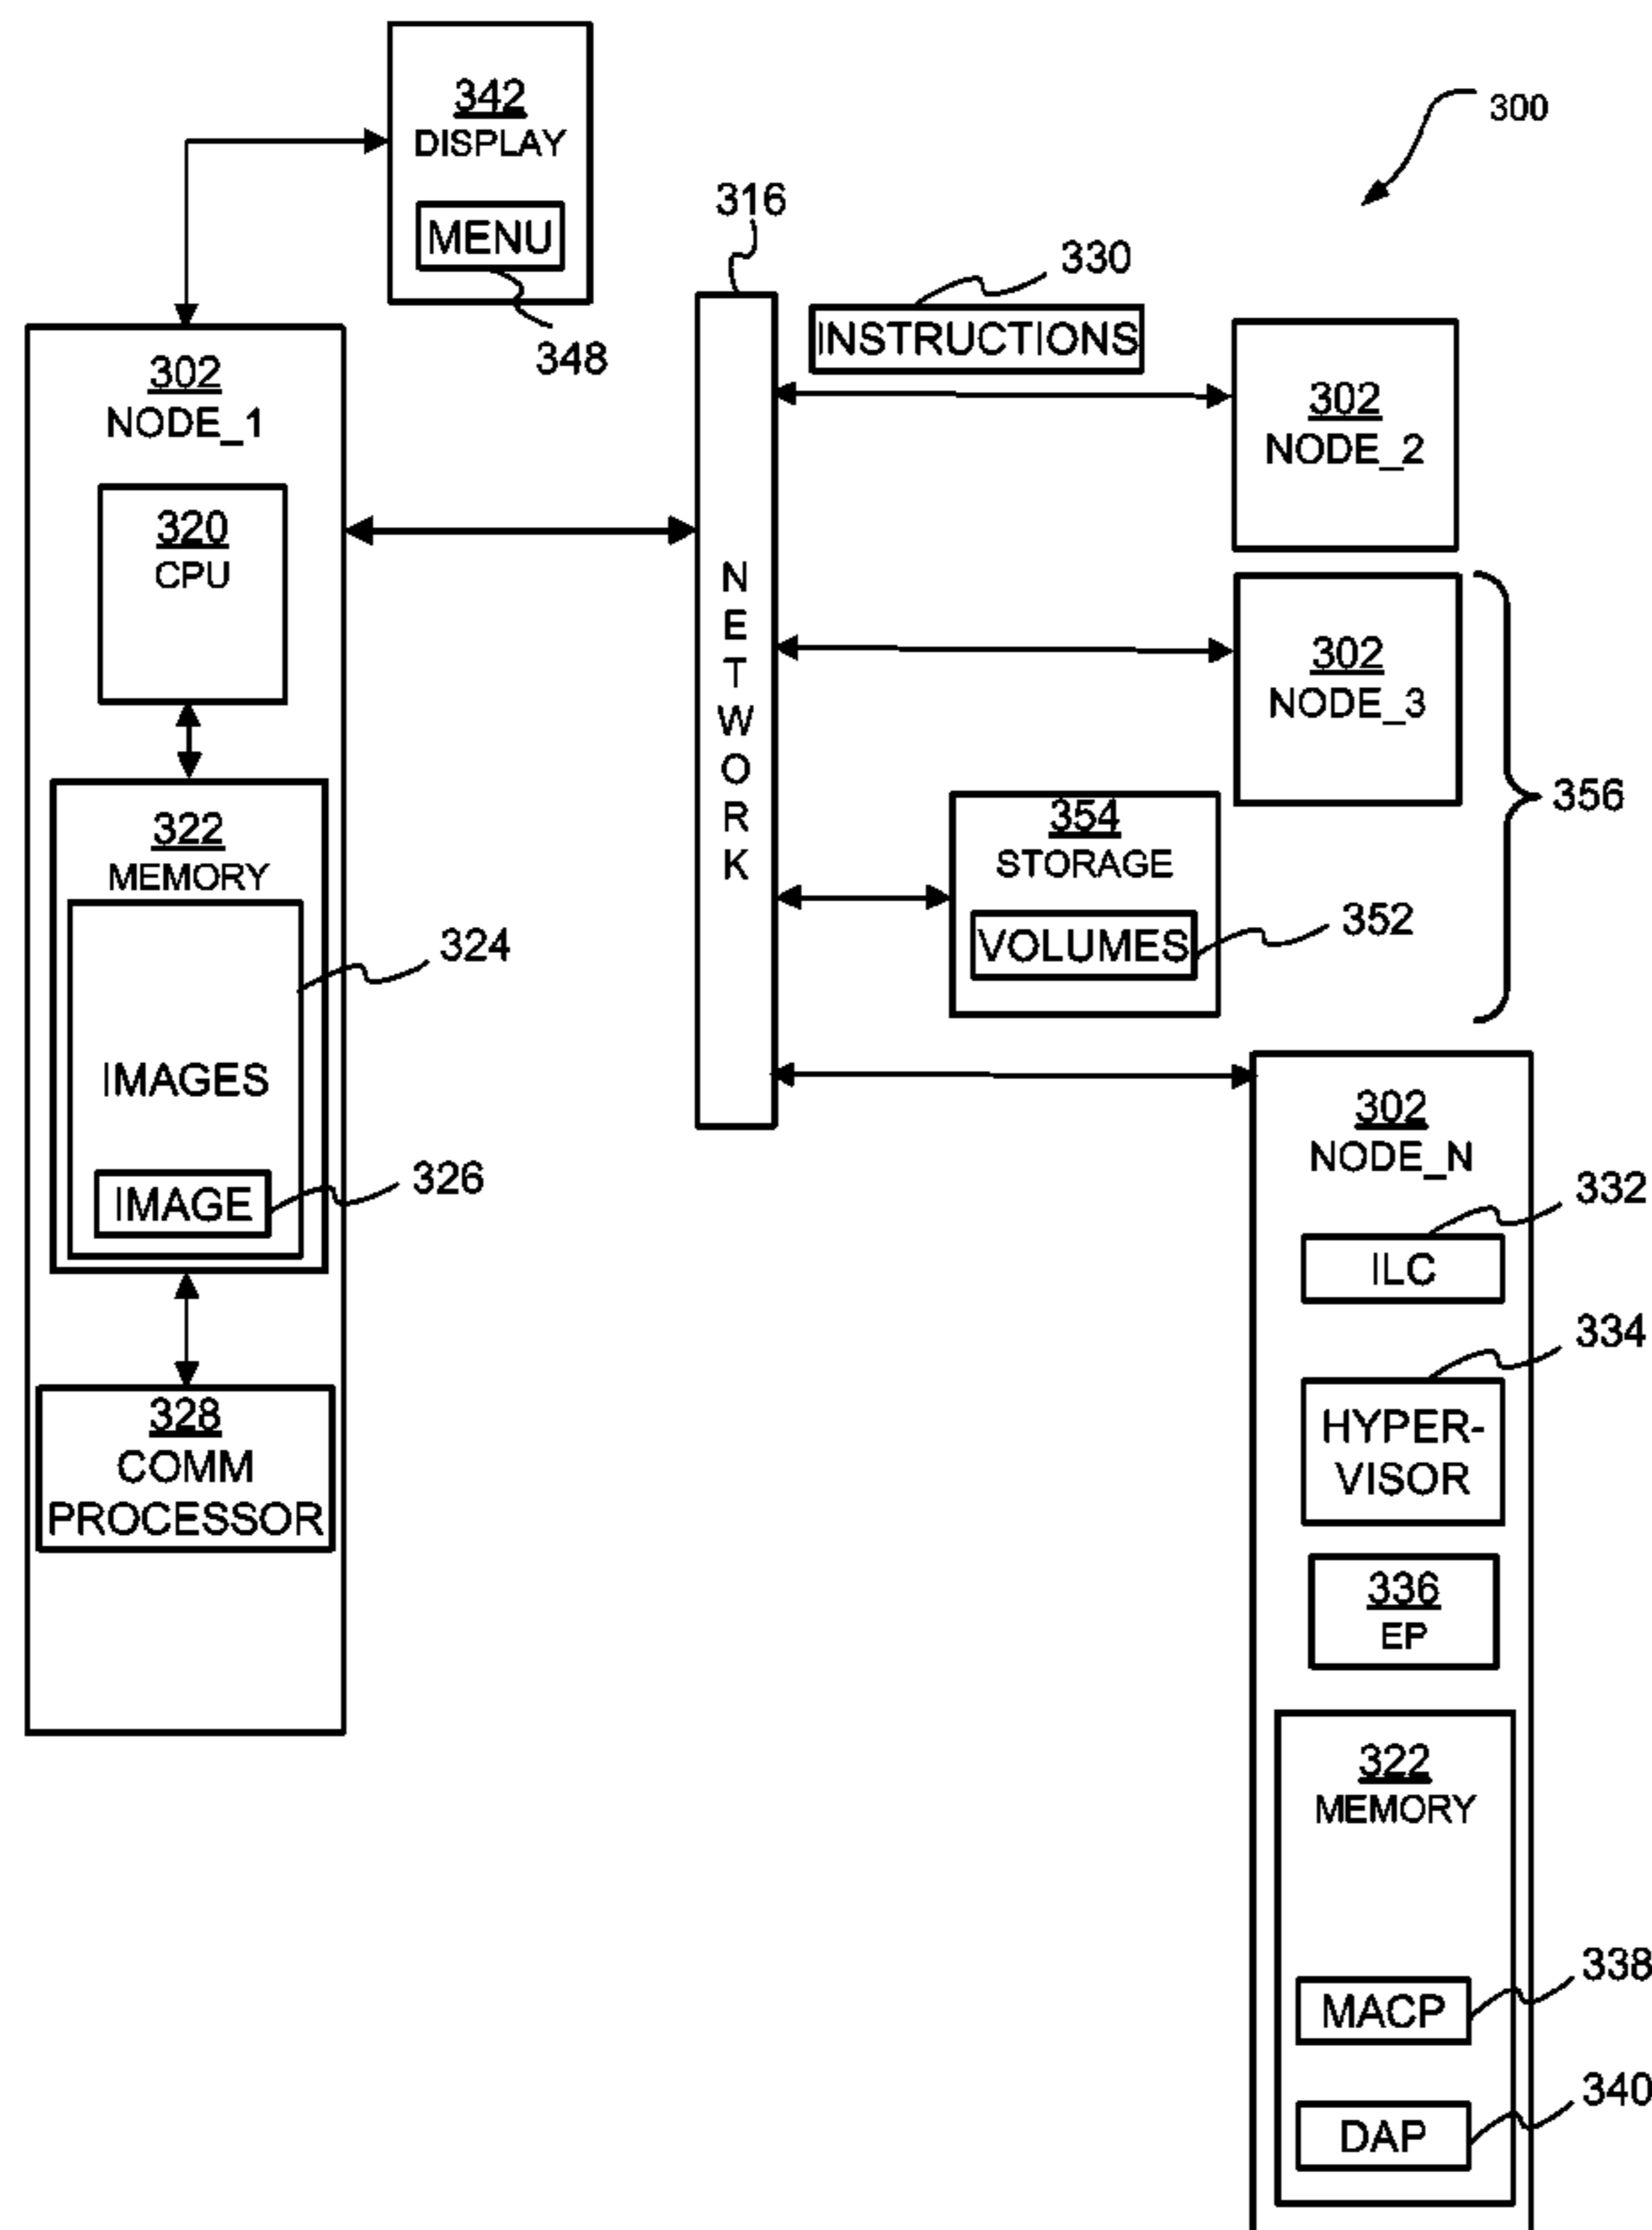 342
DISPLAY
MENU
348
300
316
330
INSTRUCTIONS
302
NODE_1
320
CPU
322
MEMORY
324
IMAGES
IMAGE
326
328
COMM
PROCESSOR
NETWORK
302
NODE_2
302
NODE_3
356
354
STORAGE
VOLUMES
352
302
NODE_N
332
ILC
334
HYPER-
VISOR
336
EP
322
MEMORY
338
MACP
340
DAP